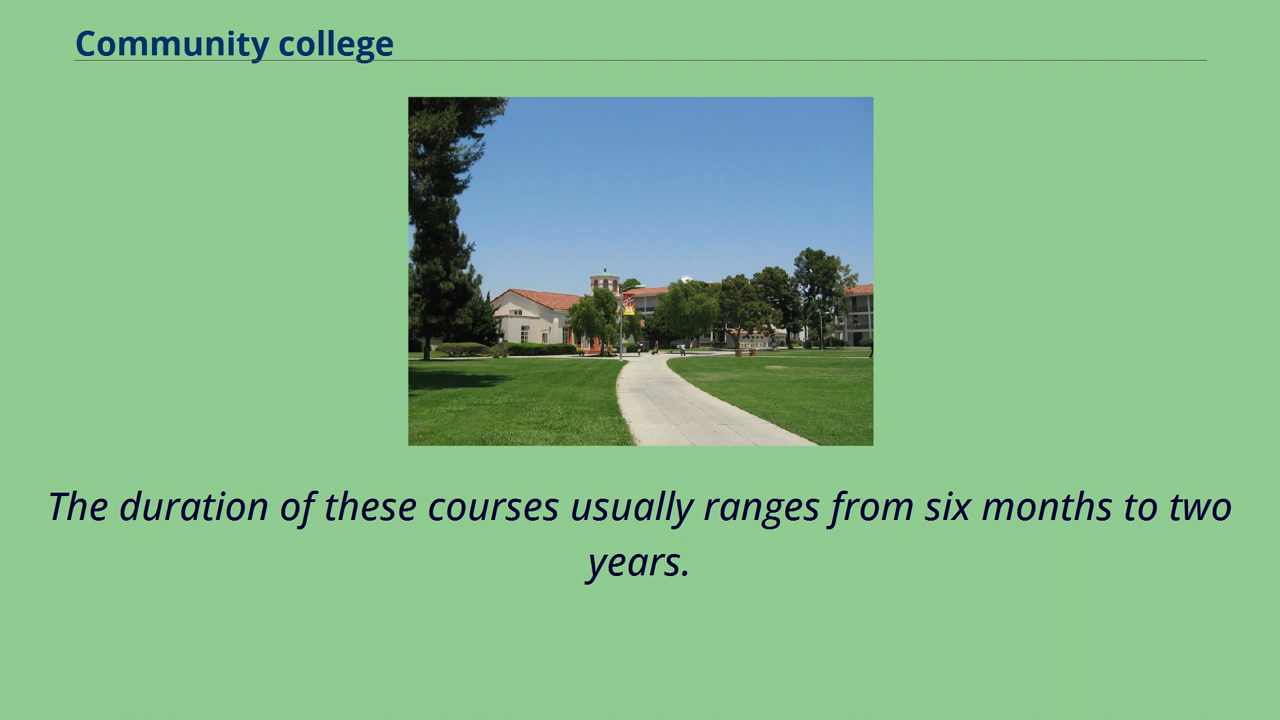 Community college
The duration of these courses usually ranges from six months to two
years.